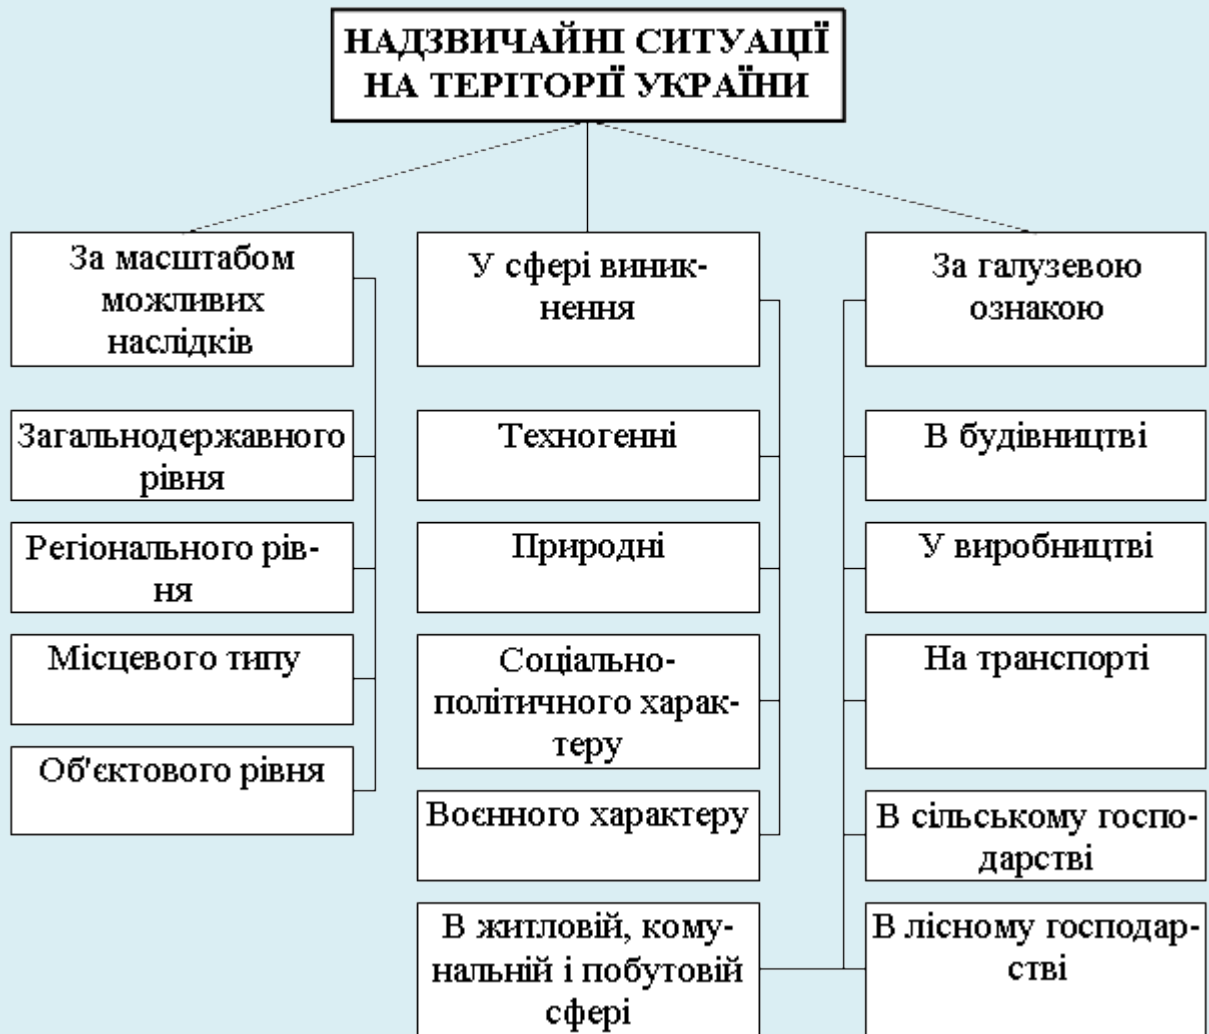 НАДЗВИЧАЙНІ СИТУАЦІЇ
НА ТЕРІТОРІЇ УКРАЇНИ
За масштабом
можливих
наслідків
Загальнодержавного
рівня
Регіонального рів-
ня
Місцевого типу
Об'єктового рівня
У сфері виник-
нення
Техногенні
Природні
Соціально-
політичного харак-
теру
Воєнного характеру
В житловій, кому-
нальній і побутовій
сфері
За галузевою
ознакою
В будівництві
У виробництві
На транспорті
В сільському госпо-
дарстві
В лісному господар-
стві